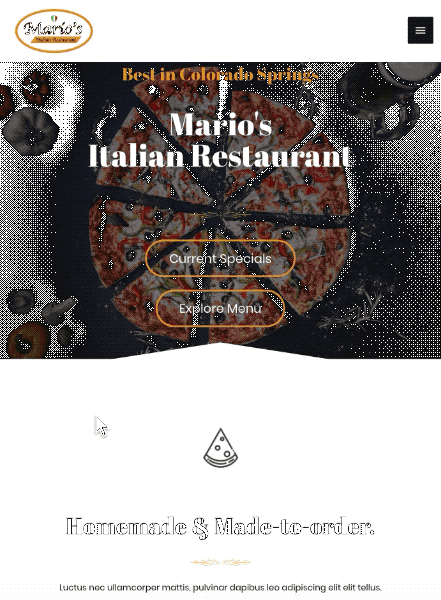 Mario's
Italian Restaurant
Best in Colorado Springs
Mario's
Italian Restaurant
Current Specials
Explore Menu
Homemade & Made-to-order.
Luctus nec ullamcorper mattis, pulvinar dapibus leo adipiscing elit elit tellus.